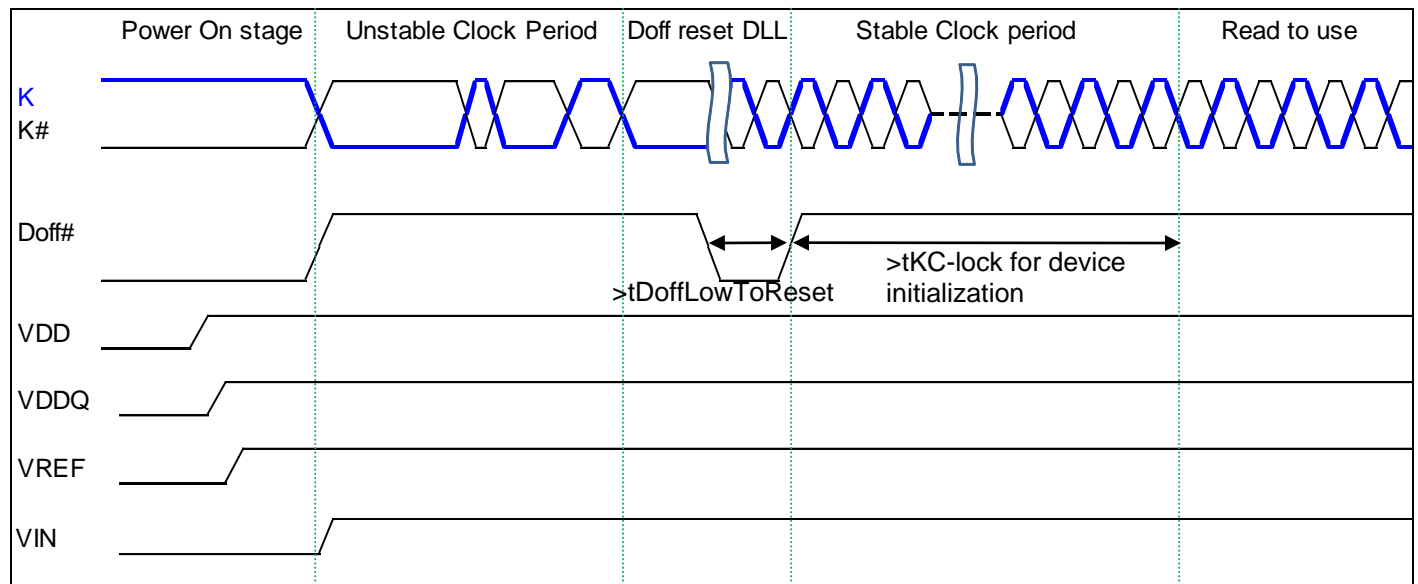 Power On stage
Unstable Clock Period
Doff reset DLL
Stable Clock period
Read to use
K
K#
Doff#
>tDoffLowToReset
>tKC-lock for device
initialization
VDD
VDDQ
VREF
VIN